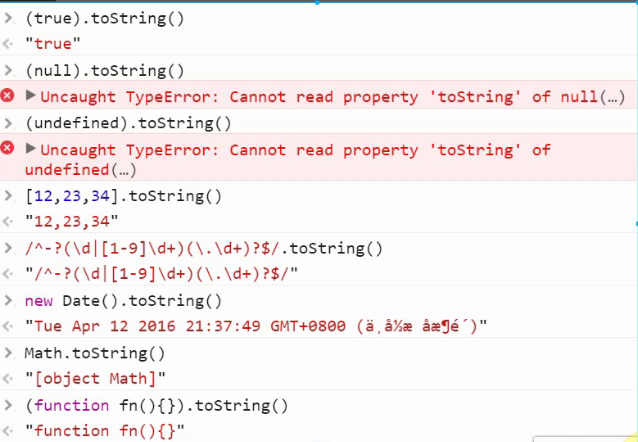 (true).toString()
"true"
(null).toString()
Uncaught TypeError: Cannot read property 'toString' of null(…)
(undefined).toString()
Uncaught TypeError: Cannot read property 'toString' of
undefined(…)
[12,23,34].toString()
"12,23,34"
/^-?(\d|[1-9]\d+)(\.\d+)?$/.toString()
"/^-?(\d|[1-9]\d+)(\.\d+)?$/"
new Date().toString()
"Tue Apr 12 2016 21:37:49 GMT+0800 (ä¸­å½æ åæ¶é´)"
Math.toString()
"[object Math]"
(function fn(){}).toString()
"function fn(){}"